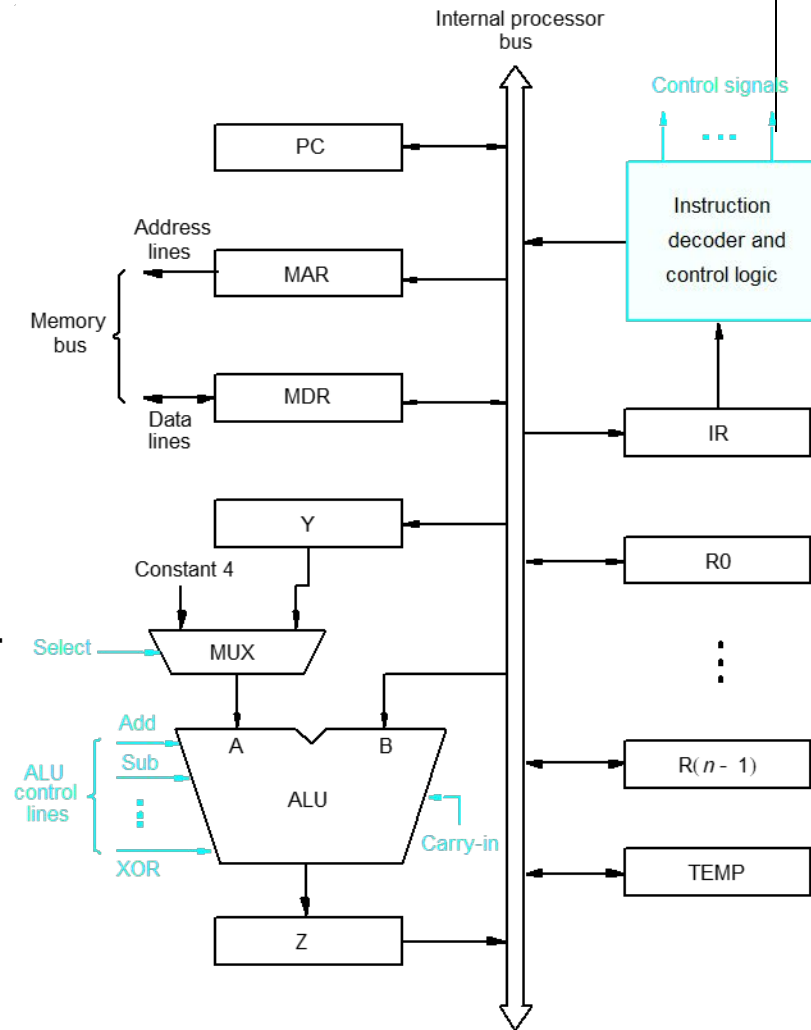 Internal processor
bus
Control signals
PC
Instruction
decoder and
control logic
Address
lines
MAR
Memory
bus
MDR
Data
lines
IR
Y
R0
Constant 4
Select
MUX
Add
A
B
R(n - 1)
Sub
ALU
control
lines
ALU
Carry-in
XOR
TEMP
Z